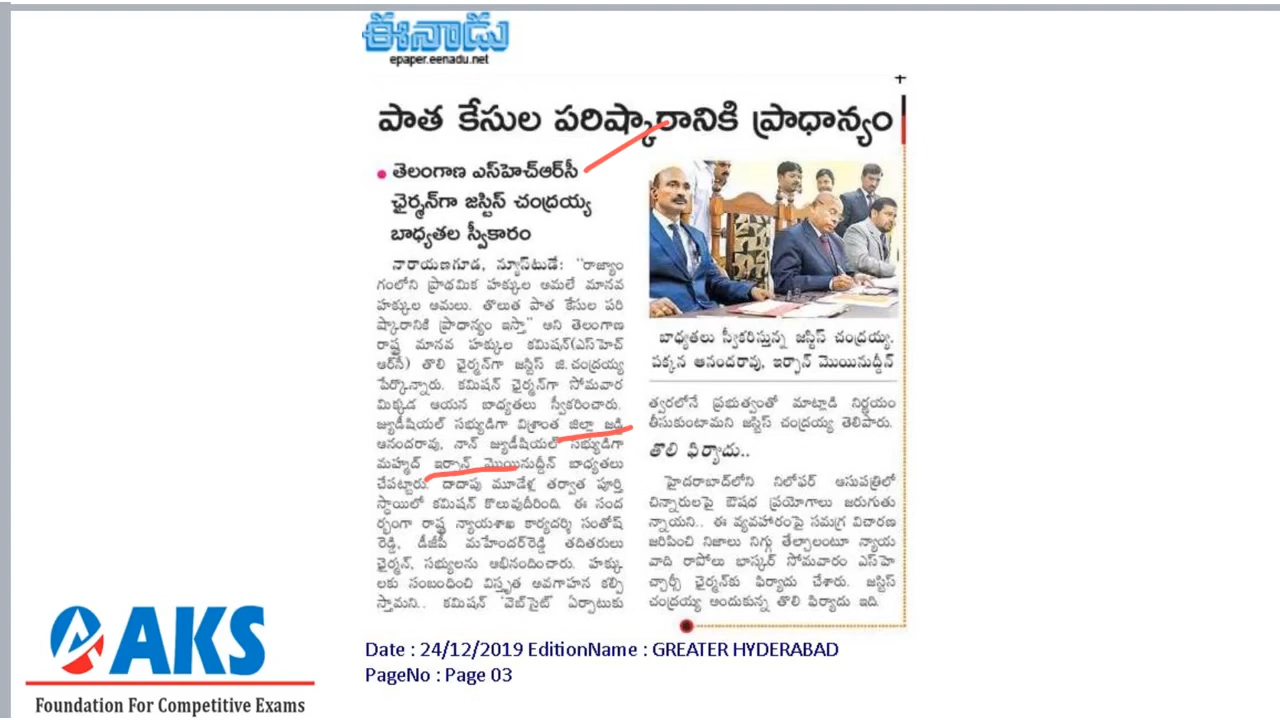 ఈనాడు
epaper.eenadu.net
పాత కేసుల పరిష్కారానికి ప్రాధాన్యం
తెలంగాణ ఎస్‌హెచ్‌ఆర్‌సీ
ఛైర్మన్‌గా జస్టిస్ చంద్రయ్య
బాధ్యతల స్వీకారం
నారాయణగూడ, న్యూస్‌టుడే: "రాజ్యాం
గంలోని ప్రాథమిక హక్కుల అమలే మానవ
హక్కుల అమలు. తొలుత పాత కేసుల పరి
ష్కారానికి ప్రాధాన్యం ఇస్తా" అని తెలంగాణ
రాష్ట్ర మానవ హక్కుల కమిషన్(ఎస్‌హెచ్
ఆర్‌సీ) తొలి ఛైర్మన్‌గా జస్టిస్ జి.చంద్రయ్య
పేర్కొన్నారు. కమిషన్ ఛైర్మన్‌గా సోమవార
మిక్కడ ఆయన బాధ్యతలు స్వీకరించారు.
జ్యుడీషియల్ సభ్యుడిగా విశ్రాంత జిల్లా జడ్జి
ఆనందరావు, నాన్ జ్యుడీషియల్ సభ్యుడిగా
మహ్మద్ ఇర్ఫాన్ మొయినుద్దీన్ బాధ్యతలు
చేపట్టారు. దాదాపు మూడేళ్ల తర్వాత పూర్తి
స్థాయిలో కమిషన్ కొలువుదీరింది. ఈ సంద
ర్భంగా రాష్ట్ర న్యాయశాఖ కార్యదర్శి సంతోష్
రెడ్డి, డీజీపీ మహేందర్‌రెడ్డి తదితరులు
ఛైర్మన్, సభ్యులను అభినందించారు. హక్కు
లకు సంబంధించి విస్తృత అవగాహన కల్పి
స్తామని.. కమిషన్ వెబ్‌సైట్ ఏర్పాటుకు
బాధ్యతలు స్వీకరిస్తున్న జస్టిస్ చంద్రయ్య.
పక్కన ఆనందరావు, ఇర్ఫాన్ మొయినుద్దీన్
త్వరలోనే ప్రభుత్వంతో మాట్లాడి నిర్ణయం
తీసుకుంటామని జస్టిస్ చంద్రయ్య తెలిపారు.
తొలి ఫిర్యాదు..
హైదరాబాద్‌లోని నిలోఫర్ ఆసుపత్రిలో
చిన్నారులపై ఔషధ ప్రయోగాలు జరుగుతు
న్నాయని.. ఈ వ్యవహారంపై సమగ్ర విచారణ
జరిపించి నిజాలు నిగ్గు తేల్చాలంటూ న్యాయ
వాది రాపోలు భాస్కర్ సోమవారం ఎస్‌హె
చ్చార్సీ ఛైర్మన్‌కు ఫిర్యాదు చేశారు. జస్టిస్
చంద్రయ్య అందుకున్న తొలి ఫిర్యాదు ఇది.
Date : 24/12/2019 EditionName : GREATER HYDERABAD
PageNo : Page 03
AKS
Foundation For Competitive Exams